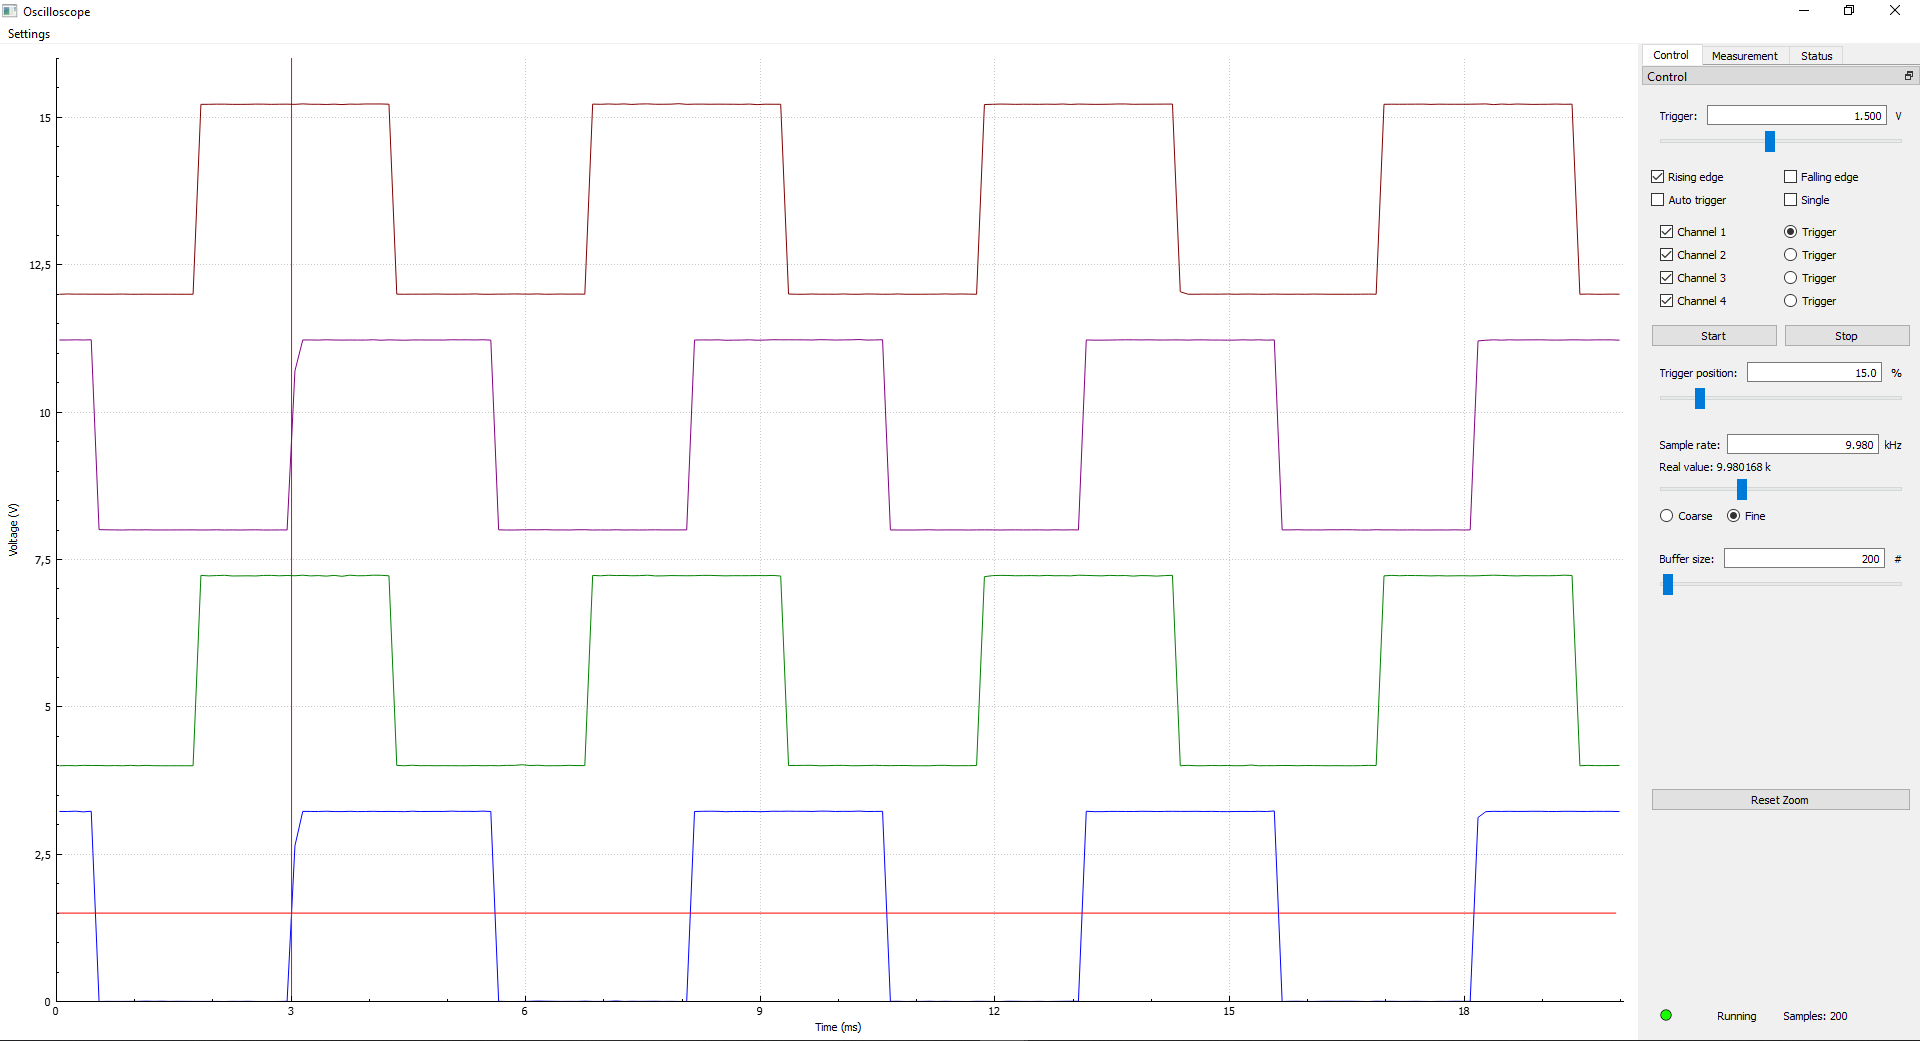 Oscilloscope
Settings
Control Measurement Status
Control
Trigger: 1.500 V
Rising edge Falling edge
Auto trigger Single
Channel 1 Trigger
Channel 2 Trigger
Channel 3 Trigger
Channel 4 Trigger
Start Stop
Trigger position: 15.0 %
Sample rate: 9.980 kHz
Real value: 9.980168 k
Coarse Fine
Buffer size: 200 #
Reset Zoom
Running Samples: 200
Voltage (V)
15
12,5
10
7,5
5
2,5
0
0 3 6 9 12 15 18
Time (ms)